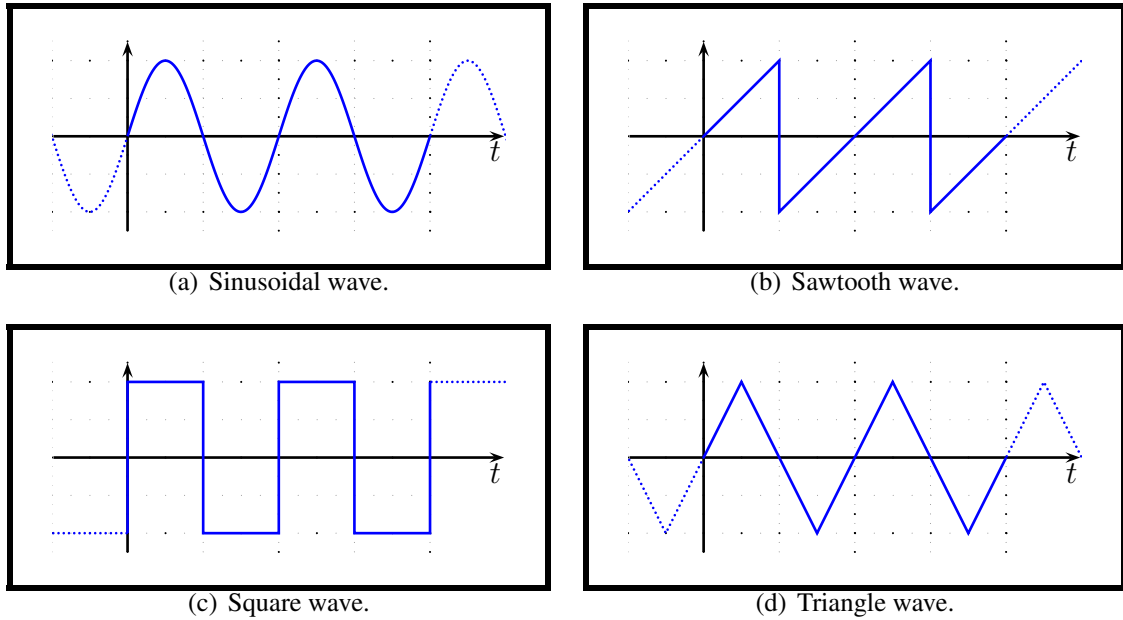 t
t
(a) Sinusoidal wave.
(b) Sawtooth wave.
t
t
(c) Square wave.
(d) Triangle wave.